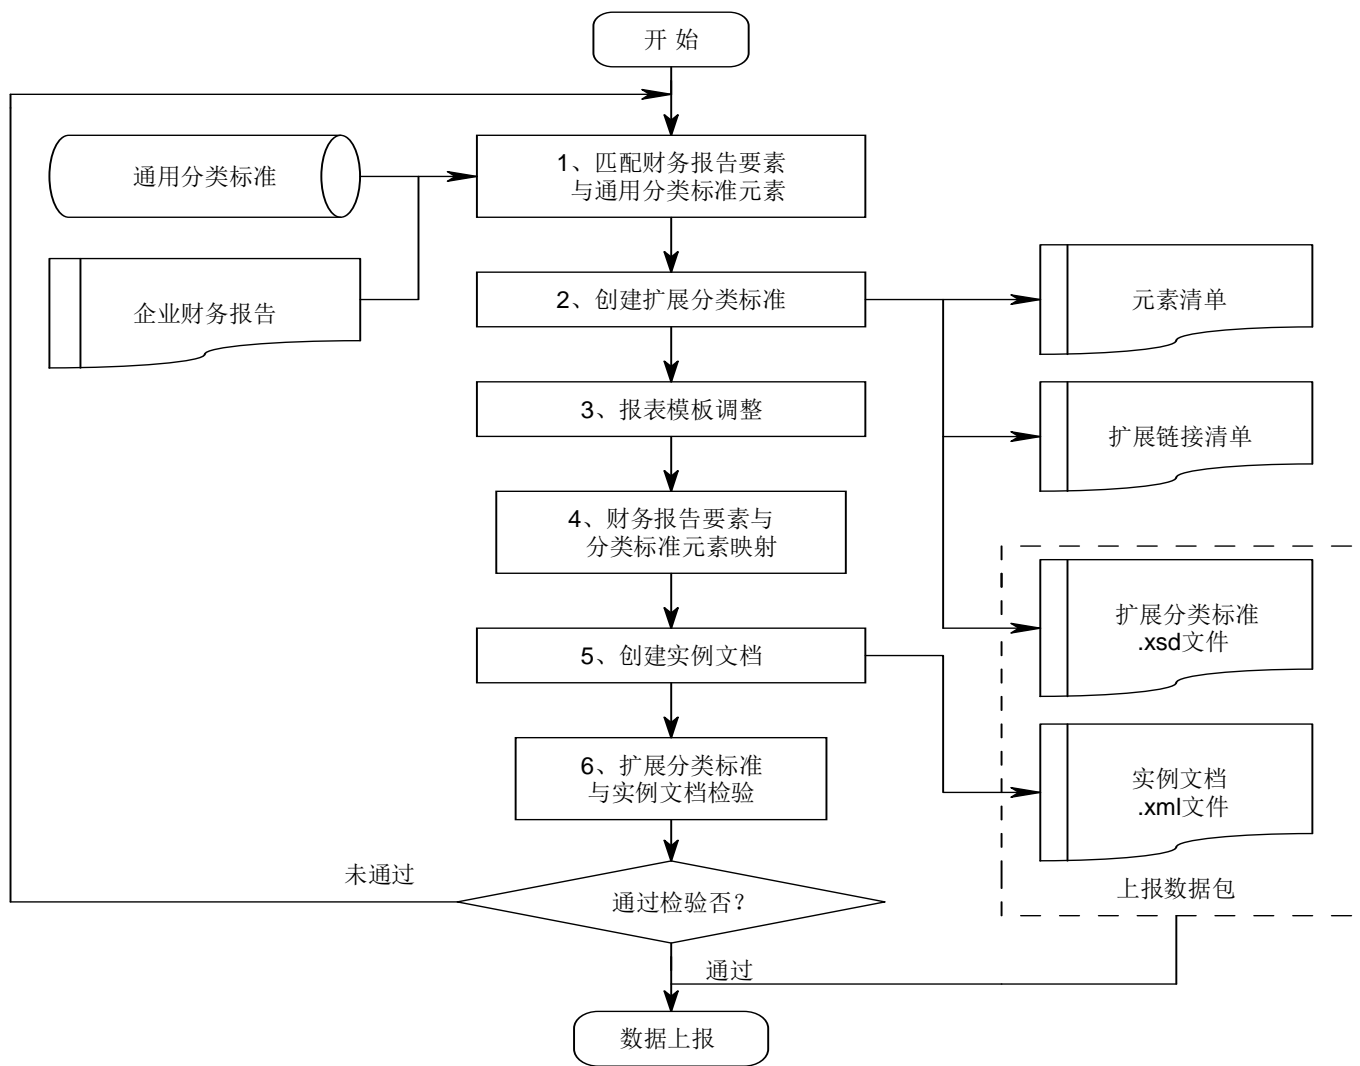 开 始
通用分类标准
1、匹配财务报告要素
与通用分类标准元素
企业财务报告
2、创建扩展分类标准
元素清单
3、报表模板调整
扩展链接清单
4、财务报告要素与
分类标准元素映射
扩展分类标准
.xsd文件
5、创建实例文档
6、扩展分类标准
与实例文档检验
实例文档
.xml文件
未通过
通过检验否？
上报数据包
通过
数据上报